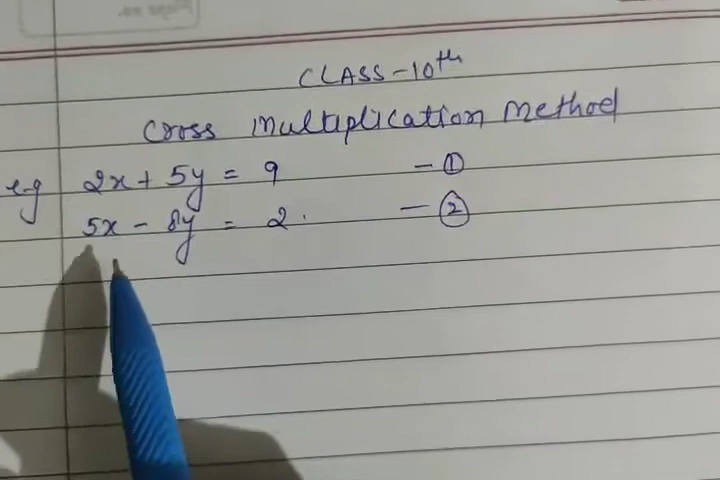 CLASS-10th
Cross Multiplication Method
e.g 2x + 5y = 9 - ①
5x - 8y = 2. - ②